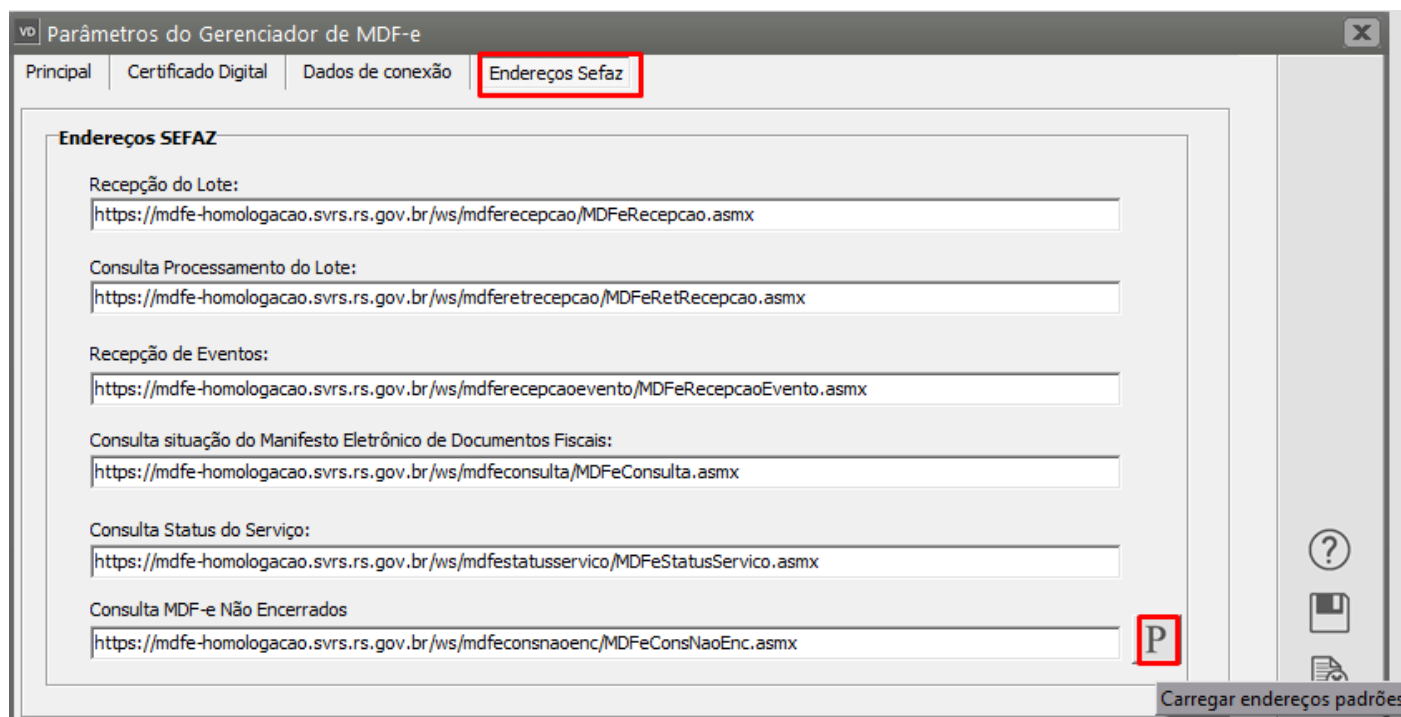 VD Parâmetros do Gerenciador de MDF-e
Principal Certificado Digital Dados de conexão Endereços Sefaz
Endereços SEFAZ
Recepção do Lote:
https://mdfe-homologacao.svrs.rs.gov.br/ws/mdferecepcao/MDFeRecepcao.asmx
Consulta Processamento do Lote:
https://mdfe-homologacao.svrs.rs.gov.br/ws/mdferetrecepcao/MDFeRetRecepcao.asmx
Recepção de Eventos:
https://mdfe-homologacao.svrs.rs.gov.br/ws/mdferecepcaoevento/MDFeRecepcaoEvento.asmx
Consulta situação do Manifesto Eletrônico de Documentos Fiscais:
https://mdfe-homologacao.svrs.rs.gov.br/ws/mdfeconsulta/MDFeConsulta.asmx
Consulta Status do Serviço:
https://mdfe-homologacao.svrs.rs.gov.br/ws/mdfestatusservico/MDFeStatusServico.asmx
Consulta MDF-e Não Encerrados
https://mdfe-homologacao.svrs.rs.gov.br/ws/mdfeconsnaoenc/MDFeConsNaoEnc.asmx
P
Carregar endereços padrões